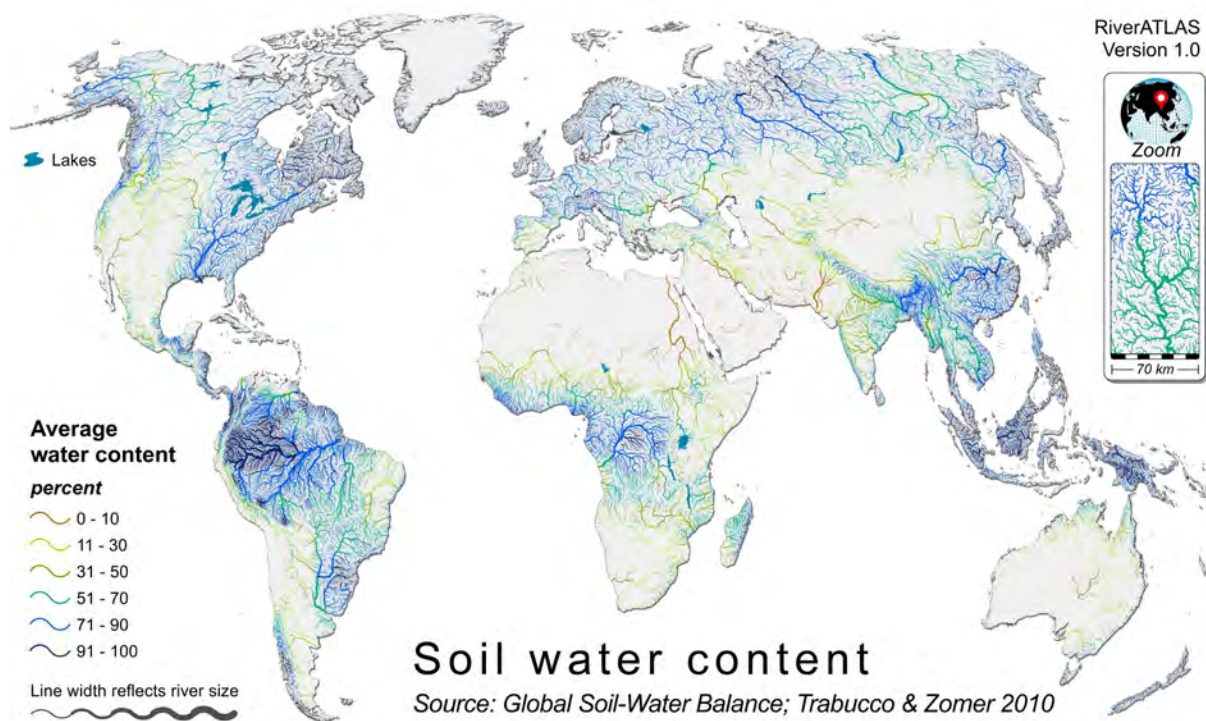 RiverATLAS
Version 1.0
Zoom
70 km
Lakes
Average
water content
percent
0 - 10
11 - 30
31 - 50
51 - 70
71 - 90
91 - 100
Line width reflects river size
Soil water content
Source: Global Soil-Water Balance; Trabucco & Zomer 2010